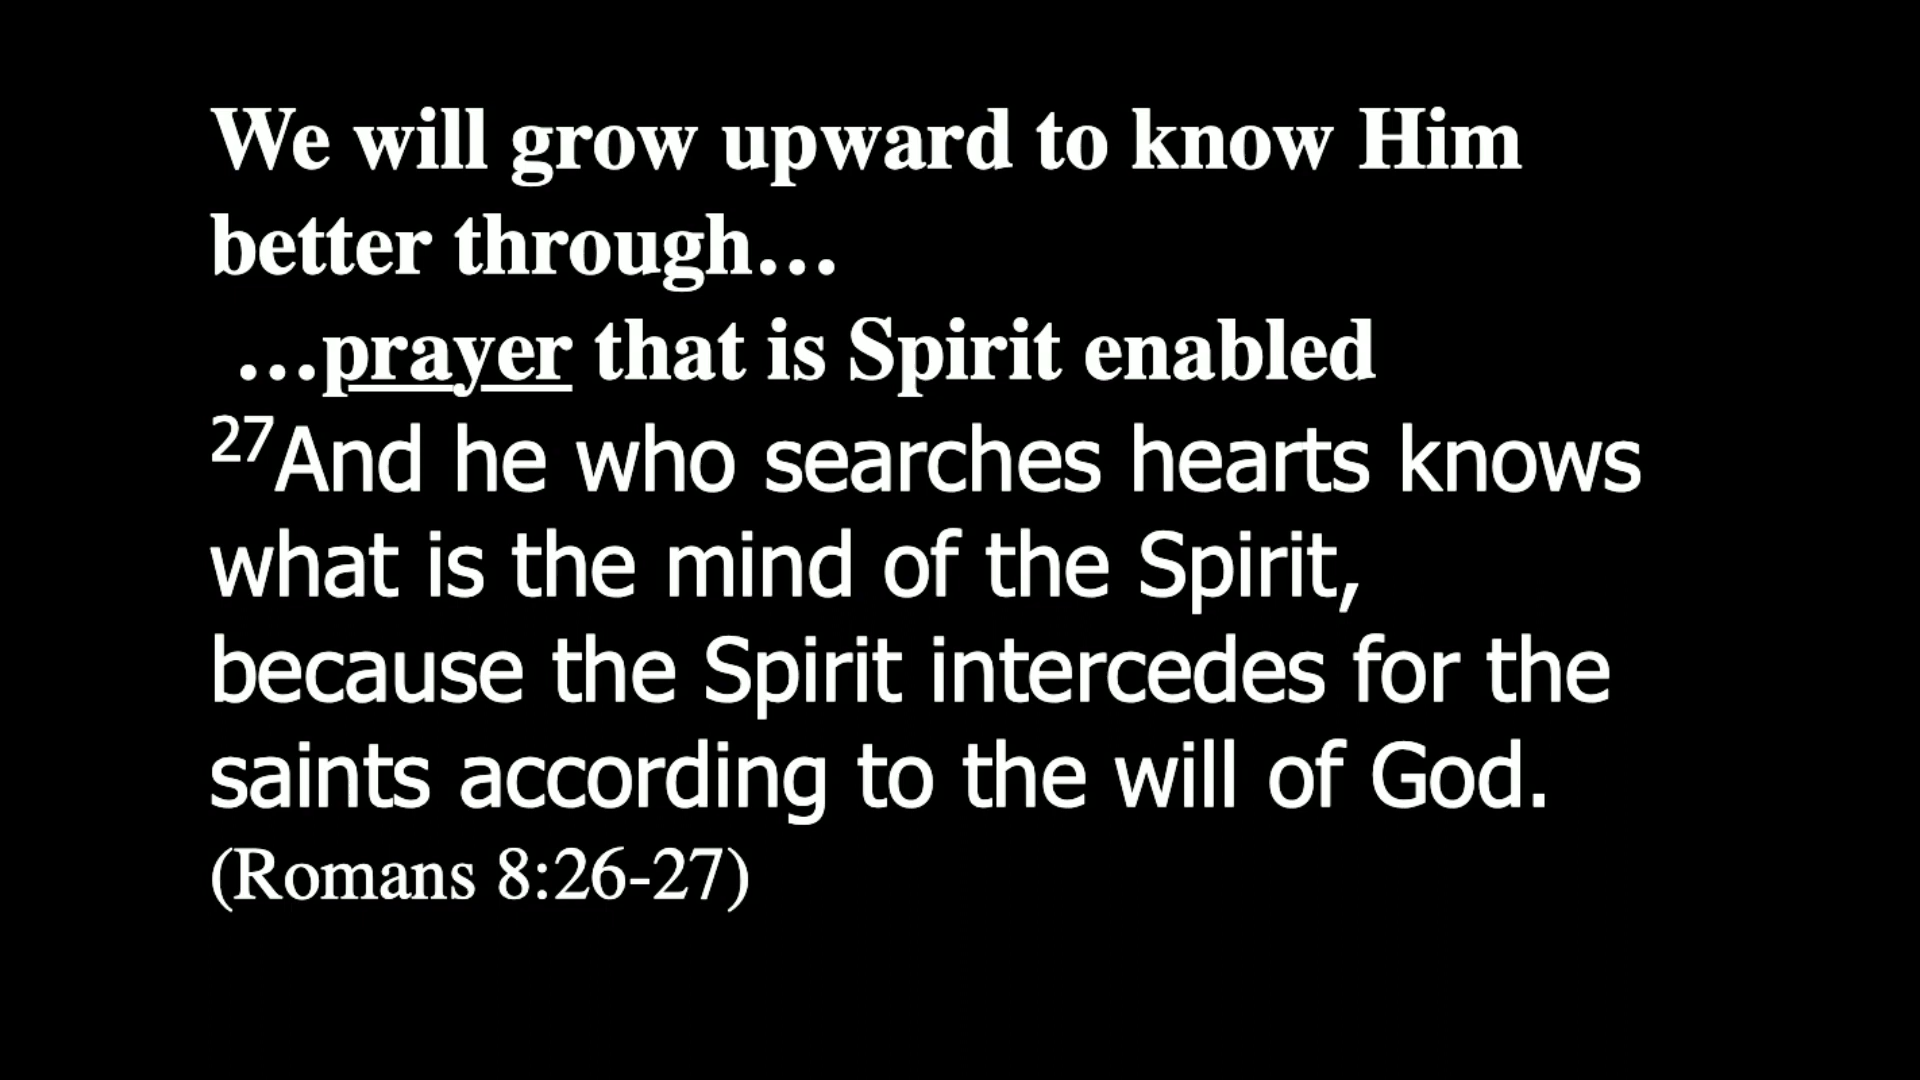 We will grow upward to know Him
better through…
…prayer that is Spirit enabled
27And he who searches hearts knows
what is the mind of the Spirit,
because the Spirit intercedes for the
saints according to the will of God.
(Romans 8:26-27)